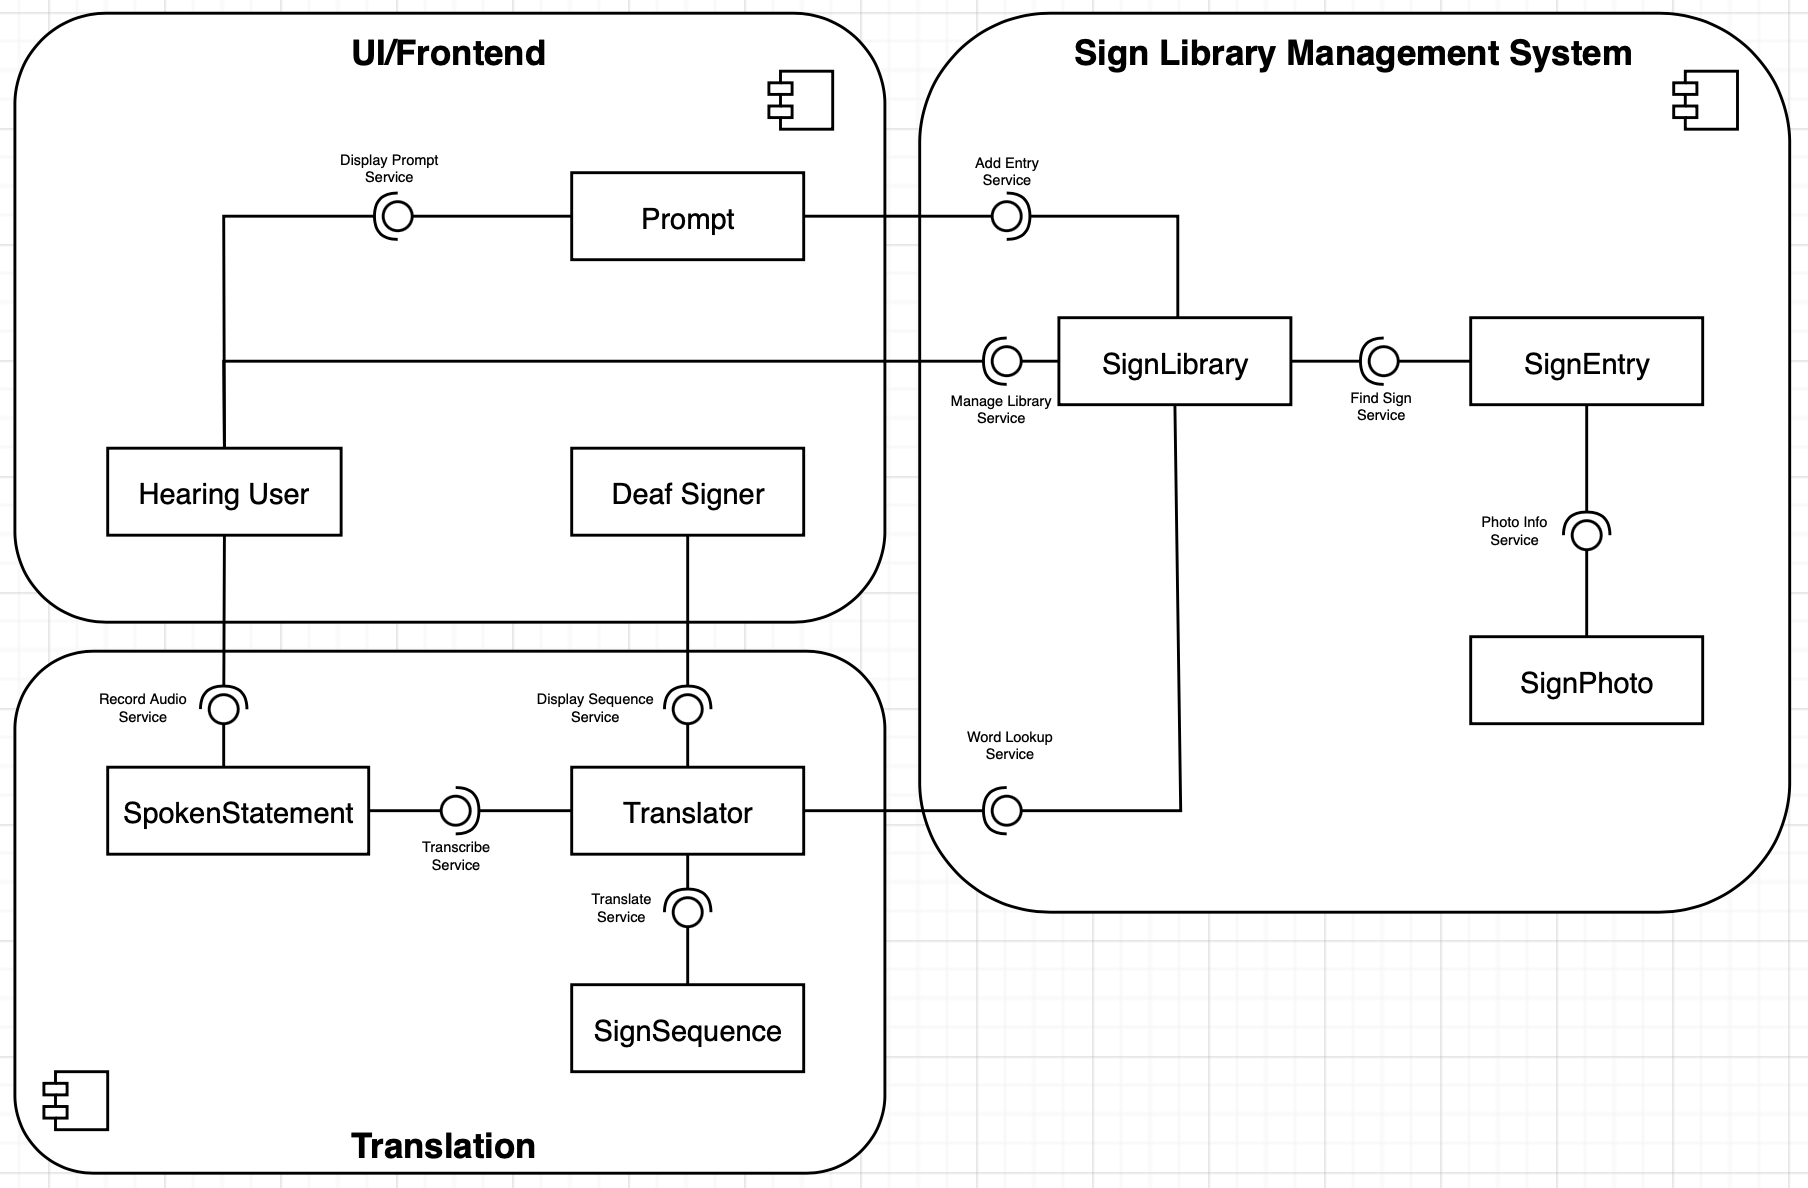 UI/Frontend
Display Prompt
Service
Prompt
Hearing User
Deaf Signer
Sign Library Management System
Add Entry
Service
SignLibrary
SignEntry
Manage Library
Service
Find Sign
Service
Photo Info
Service
SignPhoto
Word Lookup
Service
Record Audio
Service
Display Sequence
Service
SpokenStatement
Translator
Transcribe
Service
Translate
Service
SignSequence
Translation